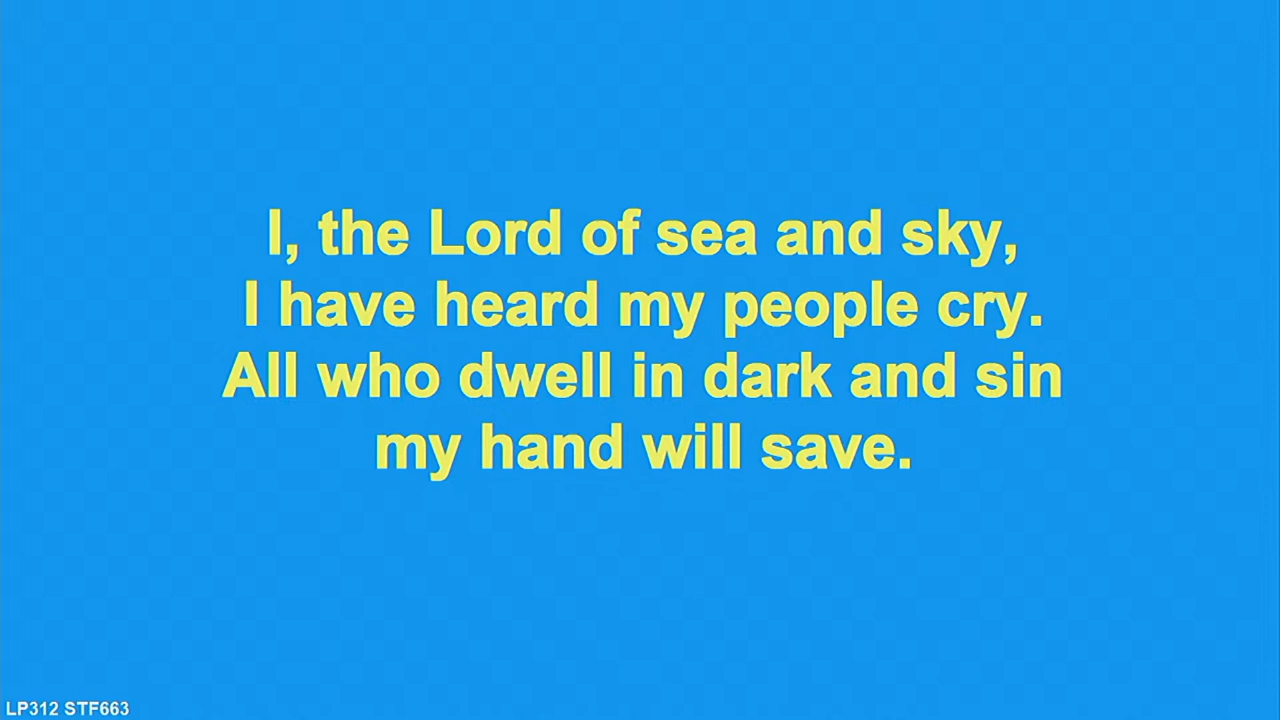 I, the Lord of sea and sky,
I have heard my people cry.
All who dwell in dark and sin
my hand will save.
LP312 STF663